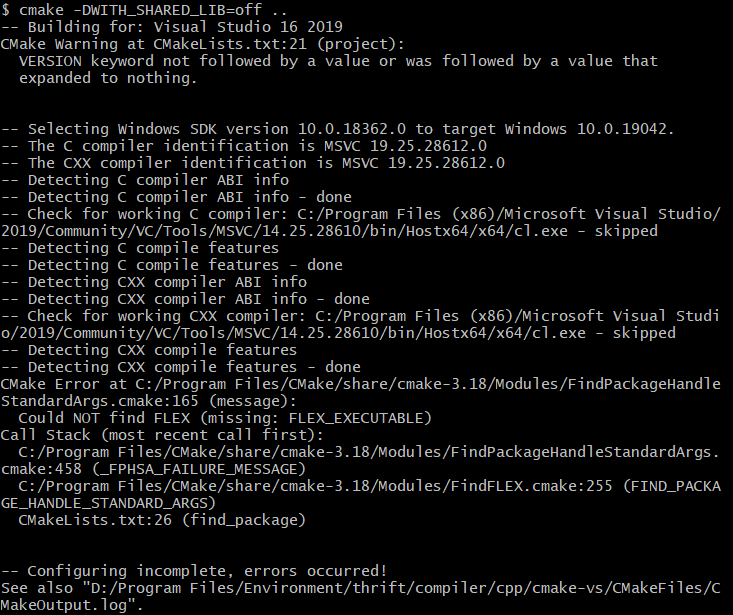 $ cmake -DWITH_SHARED_LIB=off ..
-- Building for: Visual Studio 16 2019
CMake Warning at CMakeLists.txt:21 (project):
  VERSION keyword not followed by a value or was followed by a value that
  expanded to nothing.
-- Selecting Windows SDK version 10.0.18362.0 to target Windows 10.0.19042.
-- The C compiler identification is MSVC 19.25.28612.0
-- The CXX compiler identification is MSVC 19.25.28612.0
-- Detecting C compiler ABI info
-- Detecting C compiler ABI info - done
-- Check for working C compiler: C:/Program Files (x86)/Microsoft Visual Studio/
2019/Community/VC/Tools/MSVC/14.25.28610/bin/Hostx64/x64/cl.exe - skipped
-- Detecting C compile features
-- Detecting C compile features - done
-- Detecting CXX compiler ABI info
-- Detecting CXX compiler ABI info - done
-- Check for working CXX compiler: C:/Program Files (x86)/Microsoft Visual Studi
o/2019/Community/VC/Tools/MSVC/14.25.28610/bin/Hostx64/x64/cl.exe - skipped
-- Detecting CXX compile features
-- Detecting CXX compile features - done
CMake Error at C:/Program Files/CMake/share/cmake-3.18/Modules/FindPackageHandle
StandardArgs.cmake:165 (message):
  Could NOT find FLEX (missing: FLEX_EXECUTABLE)
Call Stack (most recent call first):
  C:/Program Files/CMake/share/cmake-3.18/Modules/FindPackageHandleStandardArgs.
cmake:458 (_FPHSA_FAILURE_MESSAGE)
  C:/Program Files/CMake/share/cmake-3.18/Modules/FindFLEX.cmake:255 (FIND_PACKA
GE_HANDLE_STANDARD_ARGS)
  CMakeLists.txt:26 (find_package)
-- Configuring incomplete, errors occurred!
See also "D:/Program Files/Environment/thrift/compiler/cpp/cmake-vs/CMakeFiles/C
MakeOutput.log".